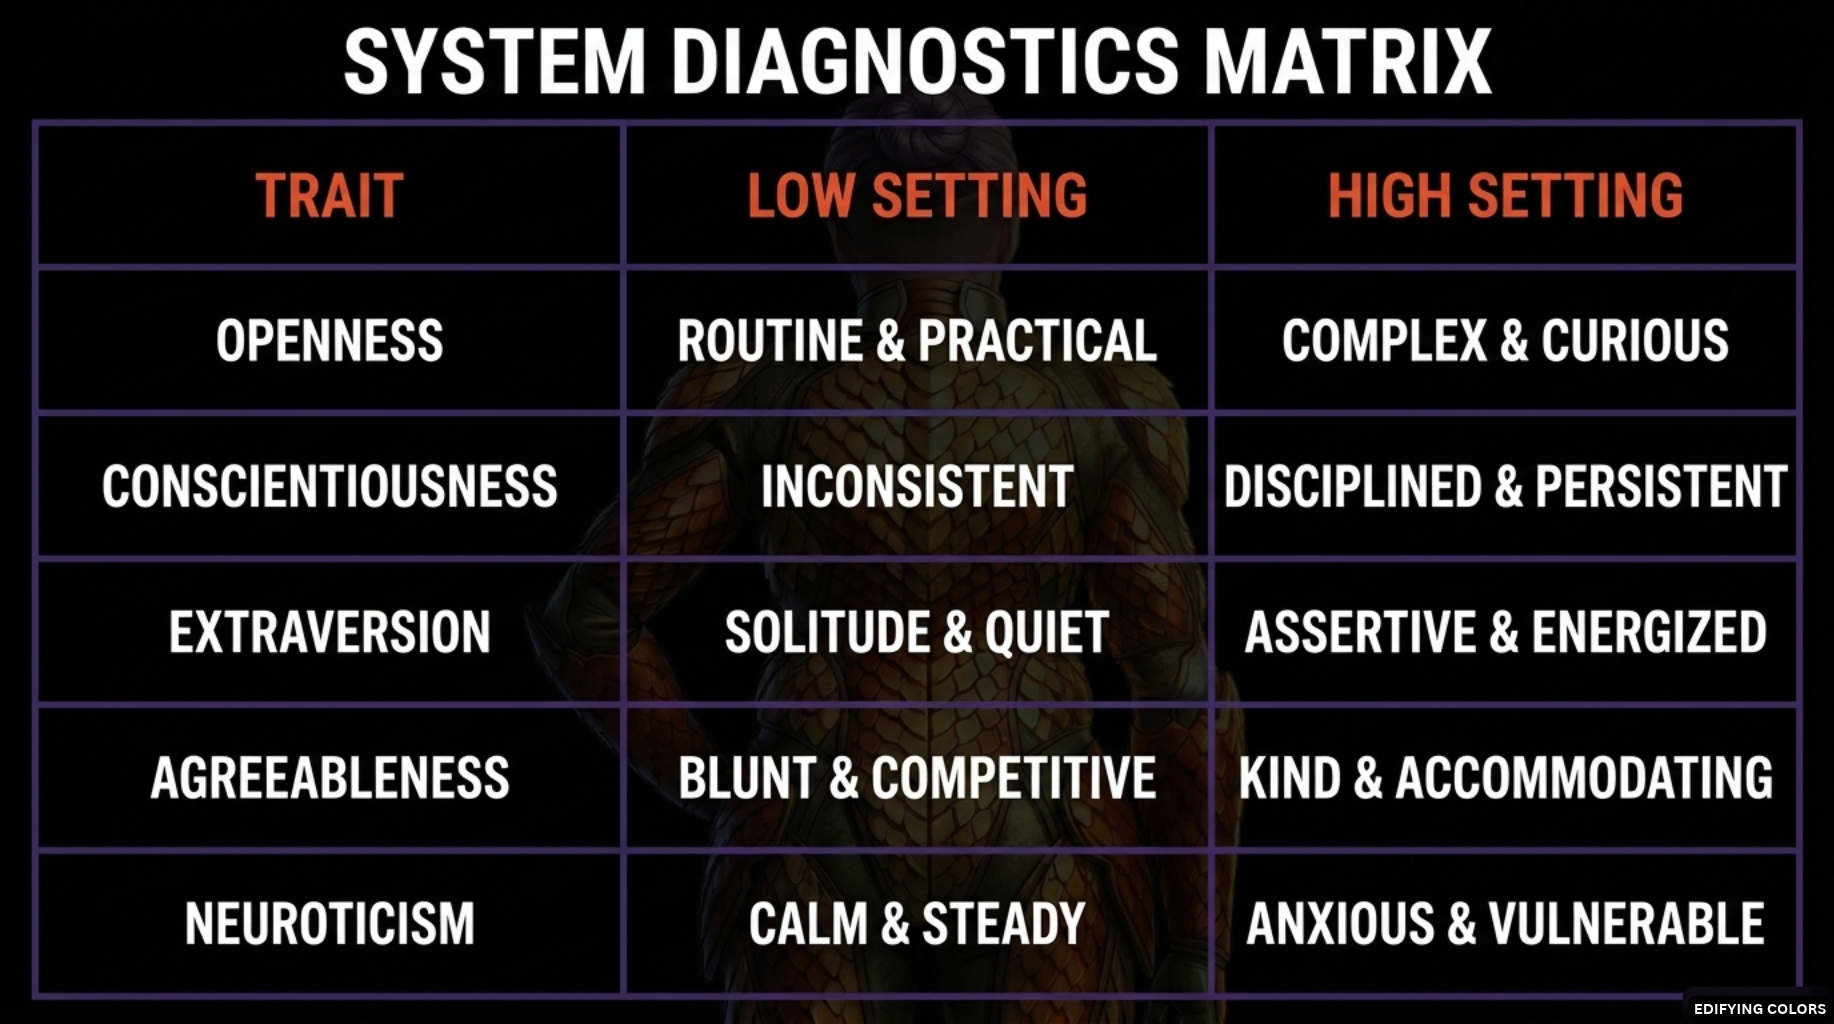 SYSTEM DIAGNOSTICS MATRIX
TRAIT LOW SETTING HIGH SETTING
OPENNESS ROUTINE & PRACTICAL COMPLEX & CURIOUS
CONSCIENTIOUSNESS INCONSISTENT DISCIPLINED & PERSISTENT
EXTRAVERSION SOLITUDE & QUIET ASSERTIVE & ENERGIZED
AGREEABLENESS BLUNT & COMPETITIVE KIND & ACCOMMODATING
NEUROTICISM CALM & STEADY ANXIOUS & VULNERABLE
EDIFYING COLORS